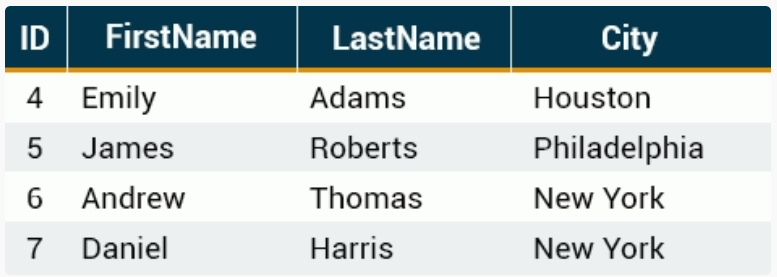 ID FirstName LastName City
4 Emily Adams Houston
5 James Roberts Philadelphia
6 Andrew Thomas New York
7 Daniel Harris New York